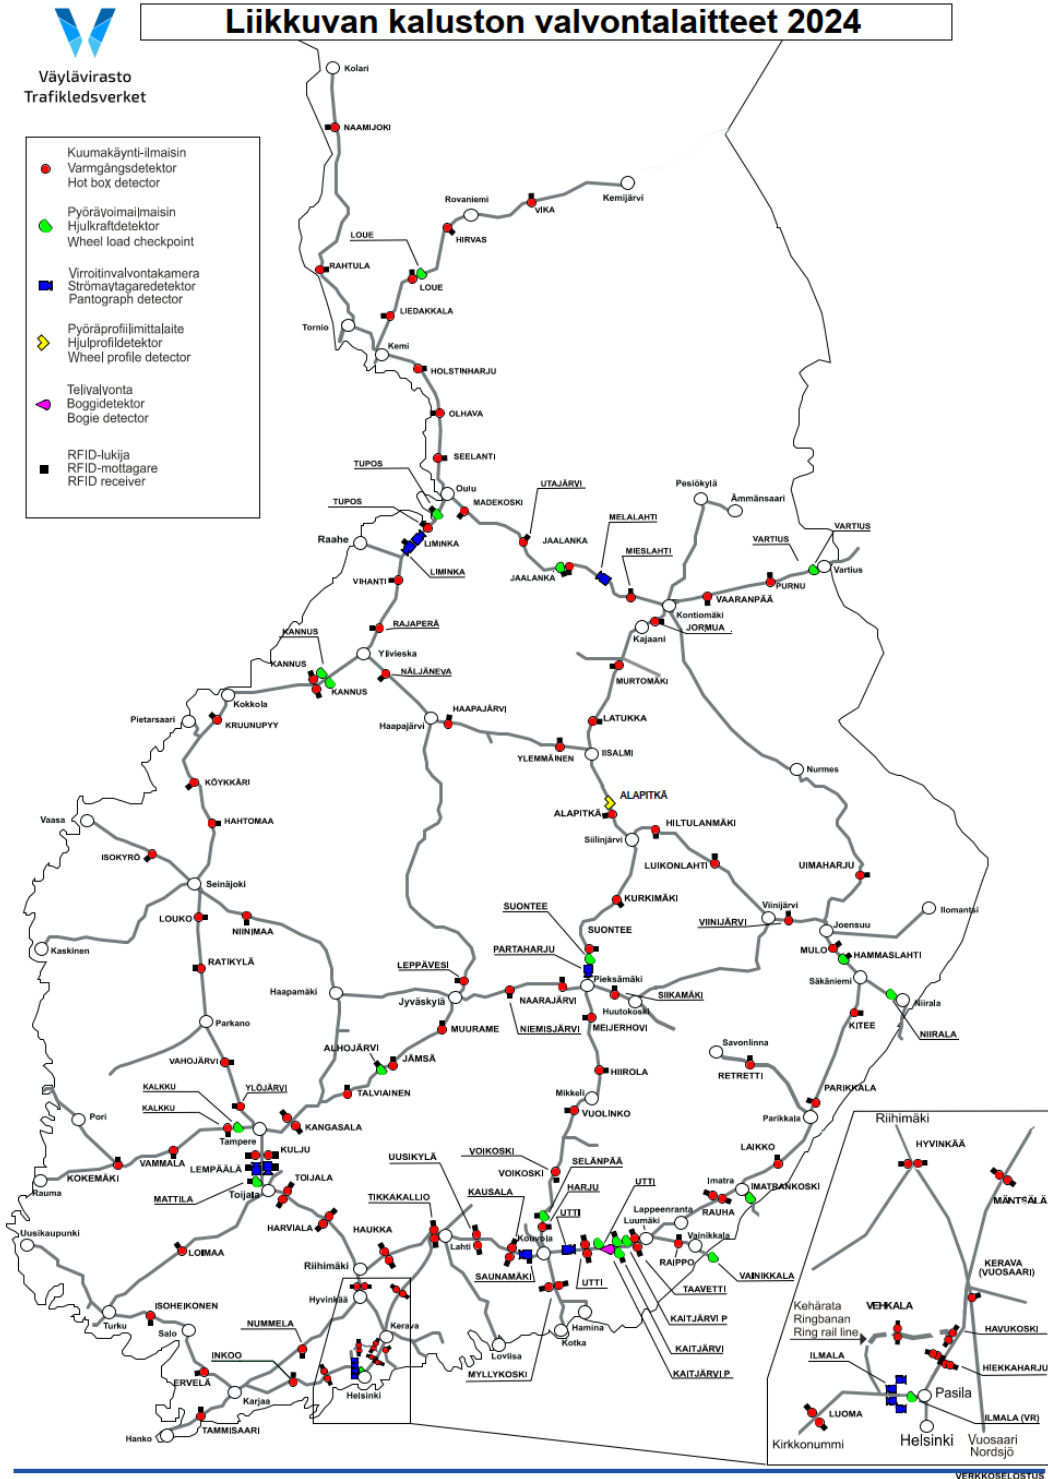 Liikkuvan kaluston valvontalaitteet 2024
Väylävirasto
Trafikledsverket
Kuumakäynti-ilmaisin
Varmgångsdetektor
Hot box detector
Pyörävoimailmaisin
Hjulkraftdetektor
Wheel load checkpoint
Virroitinvalvontakamera
Strömavtagaredetektor
Pantograph detector
Pyöräprofiilimittalaite
Hjulprofildetektor
Wheel profile detector
Telivalvonta
Boggidetektor
Bogie detector
RFID-lukija
RFID-mottagare
RFID receiver
Kolari
NAAMIJOKI
Kemijärvi
Rovaniemi
VIKA
LOUE
HIRVAS
RAHTULA
LOUE
LIEDAKKALA
Tornio
Kemi
HOLSTINHARJU
OLHAVA
SEELANTI
TUPOS
Oulu
UTAJÄRVI
Pesiökylä
TUPOS
MADEKOSKI
Ämmänsaari
MELALAHTI
VARTIUS
Raahe
LIMINKA
JAALANKA
MIESLAHTI
VARTIUS
LIMINKA
JAALANKA
Vartius
VIHANTI
PURNU
VAARANPÄÄ
Kontiomäki
RAJAPERÄ
JORMUA
KANNUS
Kajaani
Ylivieska
KANNUS
NÄLJÄNEVA
MURTOMÄKI
KANNUS
Kokkola
HAAPAJÄRVI
Pietarsaari
KRUUNUPYY
Haapajärvi
LATUKKA
YLEMMÄINEN
IISALMI
Nurmes
KÖYKKÄRI
ALAPITKÄ
ALAPITKÄ
Vaasa
HAHTOMAA
HILTULANMÄKI
Siilinjärvi
ISOKYRÖ
LUIKONLAHTI
UIMAHARJU
Seinäjoki
KURKIMÄKI
SUONTEE
Viinijärvi
Ilomantsi
LOUKO
NIINIMAA
SUONTEE
VIINIJÄRVI
Joensuu
Kaskinen
PARTAHARJU
MULO
HAMMASLAHTI
RATIKYLÄ
LEPPÄVESI
Pieksämäki
Säkäniemi
Haapamäki
Jyväskylä
NAARAJÄRVI
SIIKAMÄKI
Niirala
Huutokoski
Parkano
MUURAME
NIEMISJÄRVI
MEIJERHOVI
KITEE
NIIRALA
ALHOJÄRVI
Savonlinna
VAHOJÄRVI
JÄMSÄ
HIIROLA
RETRETTI
KALKKU
YLÖJÄRVI
TALVIAINEN
Mikkeli
PARIKKALA
KALKKU
VUOLINKO
Pori
KANGASALA
Parikkala
Tampere
KULJU
VOIKOSKI
SELÄNPÄÄ
LAIKKO
VAMMALA
LEMPÄÄLÄ
UUSIKYLÄ
VOIKOSKI
KOKEMÄKI
TOIJALA
HARJU
UTTI
Imatra
Rauma
MATTILA
Toijala
TIKKAKALLIO
KAUSALA
IMATRANKOSKI
UTTI
Lappeenranta
RAUHA
HARVIALA
HAUKKA
Luumäki
Uusikaupunki
Lahti
Kouvola
Vainikkala
LOIMAA
RAIPPO
Riihimäki
SAUNAMÄKI
UTTI
VAINIKKALA
TAAVETTI
Hyvinkää
ISOHEIKONEN
Hamina
KAITJÄRVI P
Turku
Salo
NUMMELA
Kerava
Kotka
Loviisa
KAITJÄRVI
INKOO
MYLLYKOSKI
KAITJÄRVI P
ERVELÄ
Helsinki
Karjaa
TAMMISAARI
Hanko
Riihimäki
HYVINKÄÄ
MÄNTSÄLÄ
KERAVA
(VUOSAARI)
Kehärata
Ringbanan
Ring rail line
VEHKALA
HAVUKOSKI
ILMALA
HIEKKAHARJU
Pasila
LUOMA
ILMALA (VR)
Kirkkonummi
Helsinki
Vuosaari
Nordsjö
VERKKOSELOSTUS